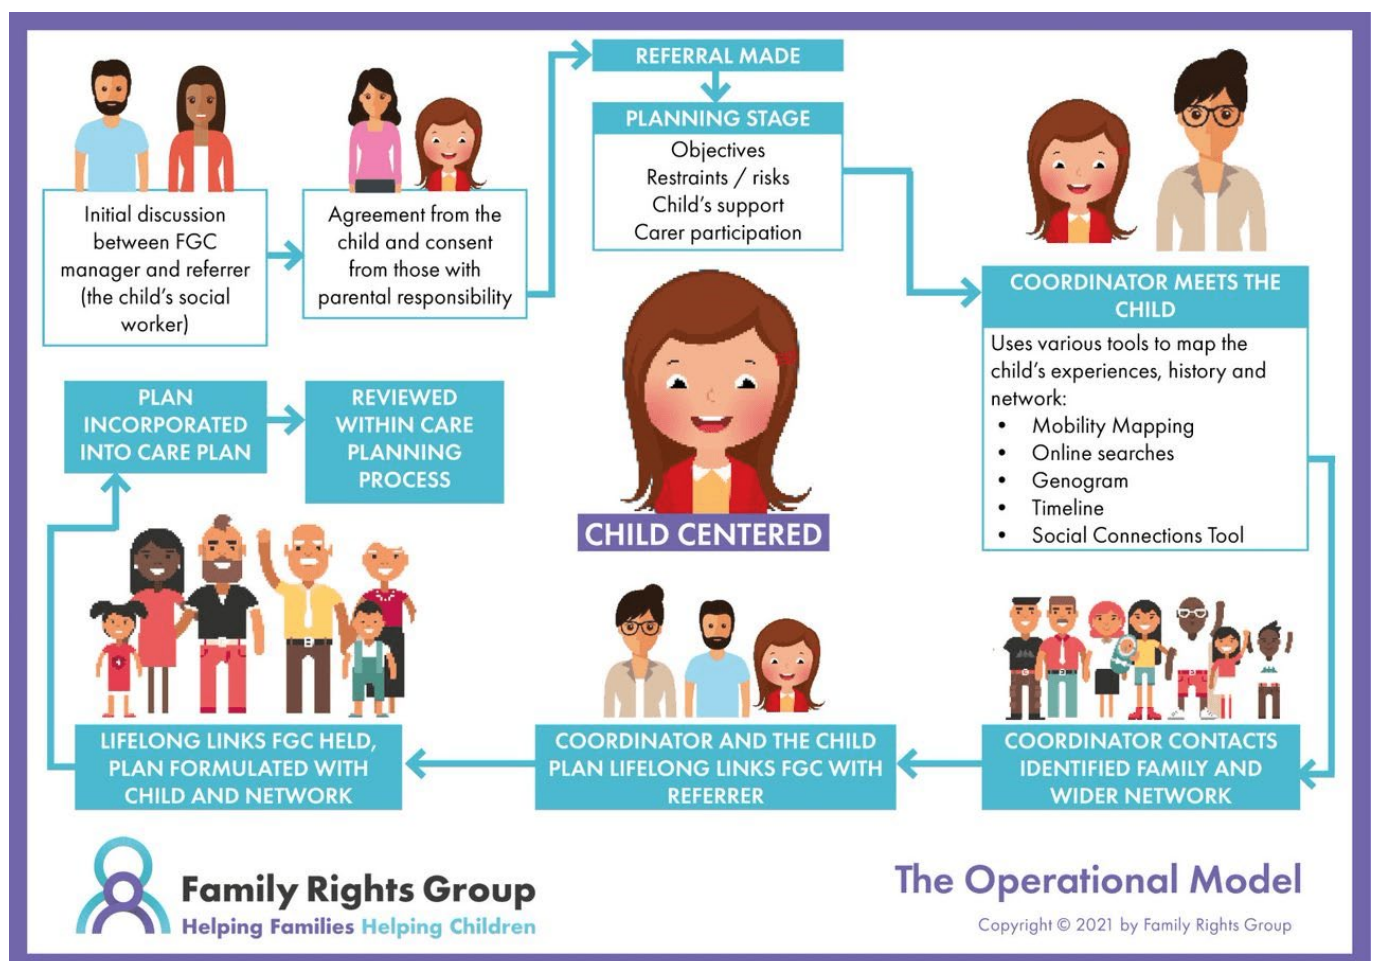 Initial discussion
between FGC
manager and referrer
(the child's social
worker)
Agreement from the
child and consent
from those with
parental responsibility
REFERRAL MADE
PLANNING STAGE
Objectives
Restraints / risks
Child's support
Carer participation
COORDINATOR MEETS THE
CHILD
Uses various tools to map the
child's experiences, history and
network:
• Mobility Mapping
• Online searches
• Genogram
• Timeline
• Social Connections Tool
CHILD CENTERED
COORDINATOR CONTACTS
IDENTIFIED FAMILY AND
WIDER NETWORK
COORDINATOR AND THE CHILD
PLAN LIFELONG LINKS FGC WITH
REFERRER
LIFELONG LINKS FGC HELD,
PLAN FORMULATED WITH
CHILD AND NETWORK
PLAN
INCORPORATED
INTO CARE PLAN
REVIEWED
WITHIN CARE
PLANNING
PROCESS
Family Rights Group
Helping Families Helping Children
The Operational Model
Copyright © 2021 by Family Rights Group